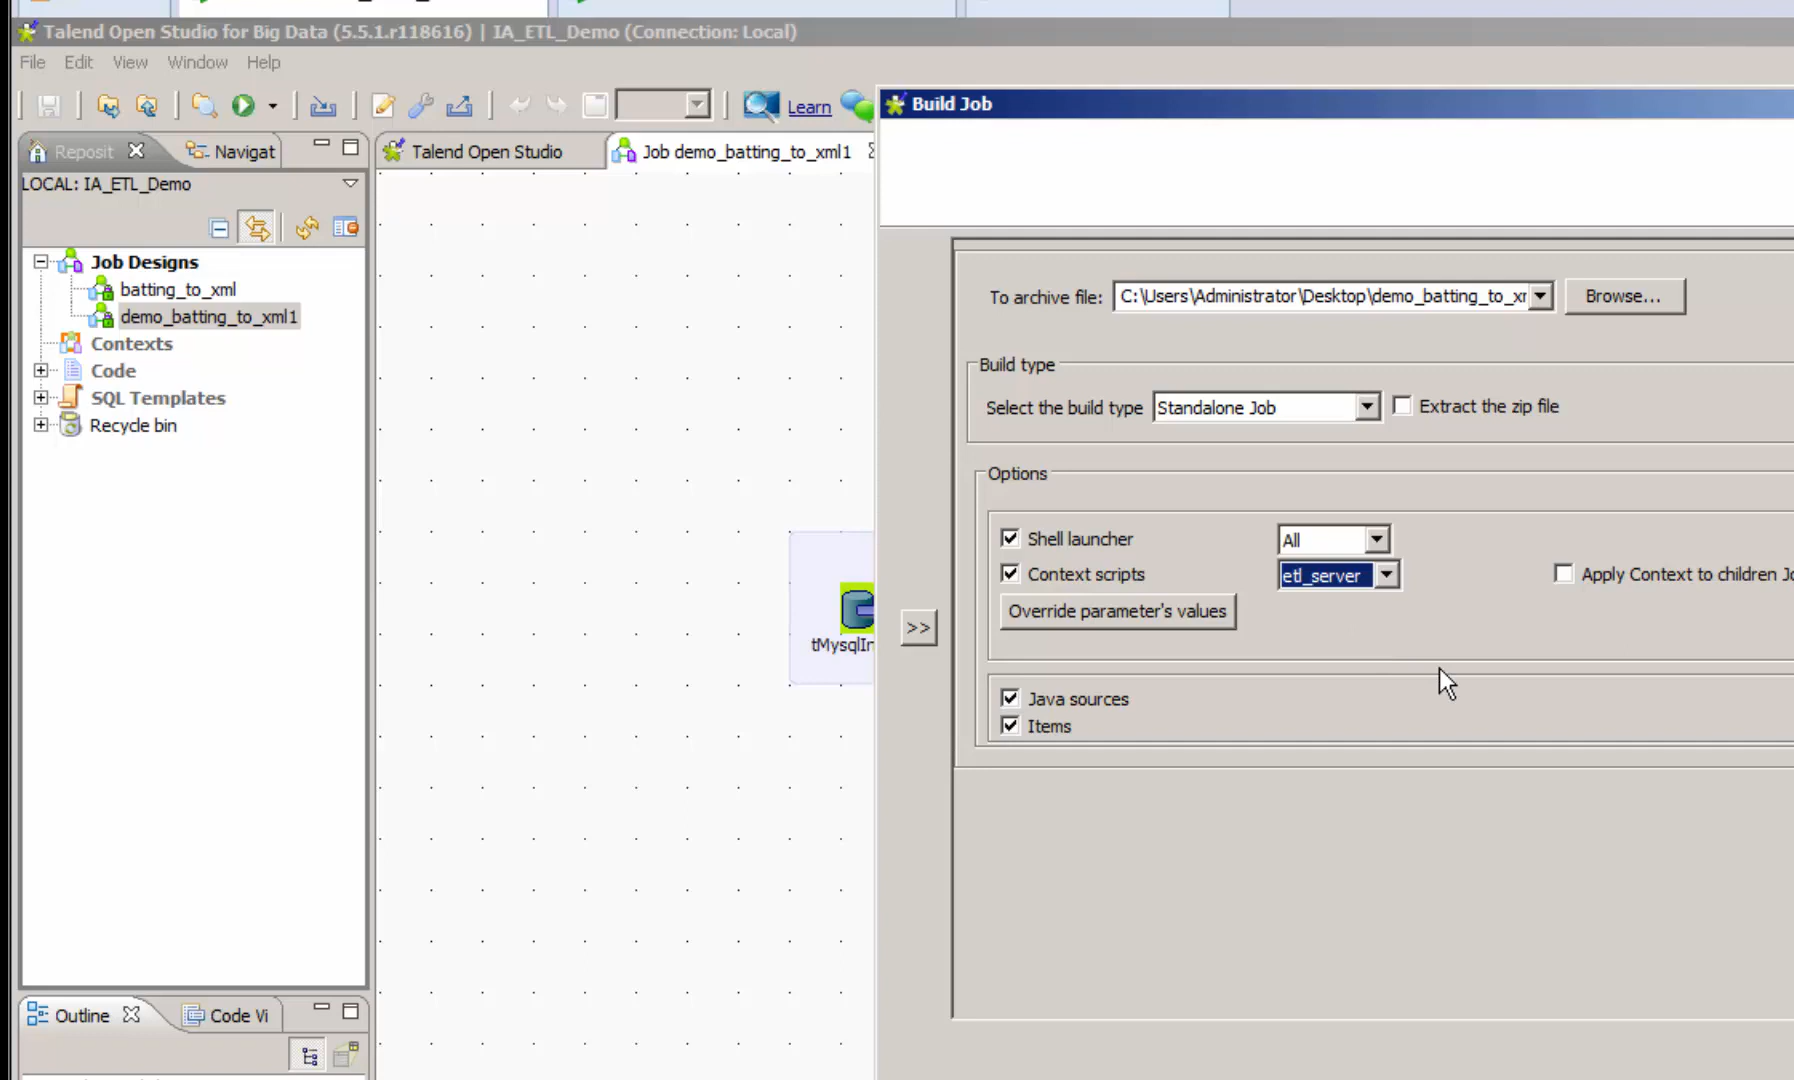 Talend Open Studio for Big Data (5.5.1.r118616) | IA_ETL_Demo (Connection: Local)
File Edit View Window Help
Learn
Build Job
Reposit
Navigat
Talend Open Studio
Job demo_batting_to_xml1
LOCAL: IA_ETL_Demo
Job Designs
batting_to_xml
demo_batting_to_xml1
Contexts
Code
SQL Templates
Recycle bin
tMysqlIn
To archive file: C:\Users\Administrator\Desktop\demo_batting_to_xr Browse...
Build type
Select the build type Standalone Job Extract the zip file
Options
Shell launcher All
Context scripts etl_server Apply Context to children Jo
Override parameter's values
>>
Java sources
Items
Outline
Code Vi